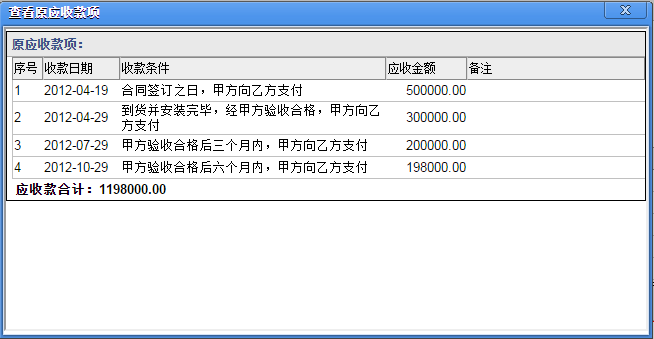 查看原应收款项
原应收款项：
序号 收款日期 收款条件 应收金额 备注
1 2012-04-19 合同签订之日，甲方向乙方支付 500000.00
2 2012-04-29 到货并安装完毕，经甲方验收合格，甲方向乙 300000.00
方支付
3 2012-07-29 甲方验收合格后三个月内，甲方向乙方支付 200000.00
4 2012-10-29 甲方验收合格后六个月内，甲方向乙方支付 198000.00
应收款合计：1198000.00